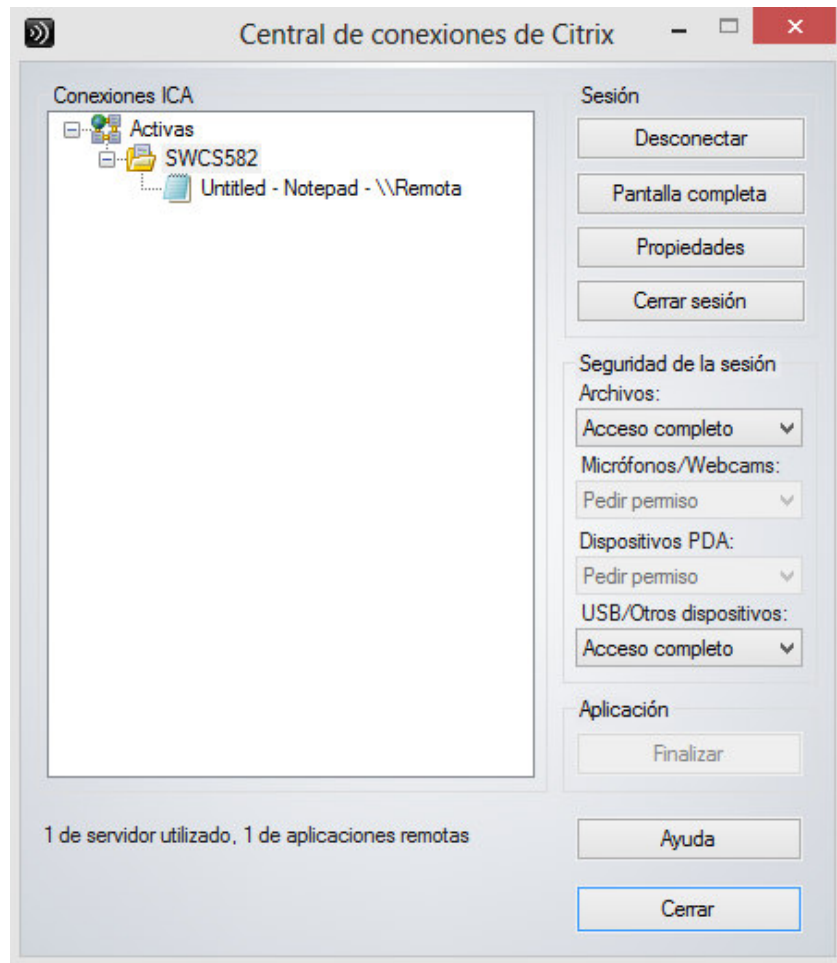 Central de conexiones de Citrix
Conexiones ICA
Activas
SWCS582
Untitled - Notepad - \\Remota
Sesión
Desconectar
Pantalla completa
Propiedades
Cerrar sesión
Seguridad de la sesión
Archivos:
Acceso completo
Micrófonos/Webcams:
Pedir permiso
Dispositivos PDA:
Pedir permiso
USB/Otros dispositivos:
Acceso completo
Aplicación
Finalizar
1 de servidor utilizado, 1 de aplicaciones remotas
Ayuda
Cerrar